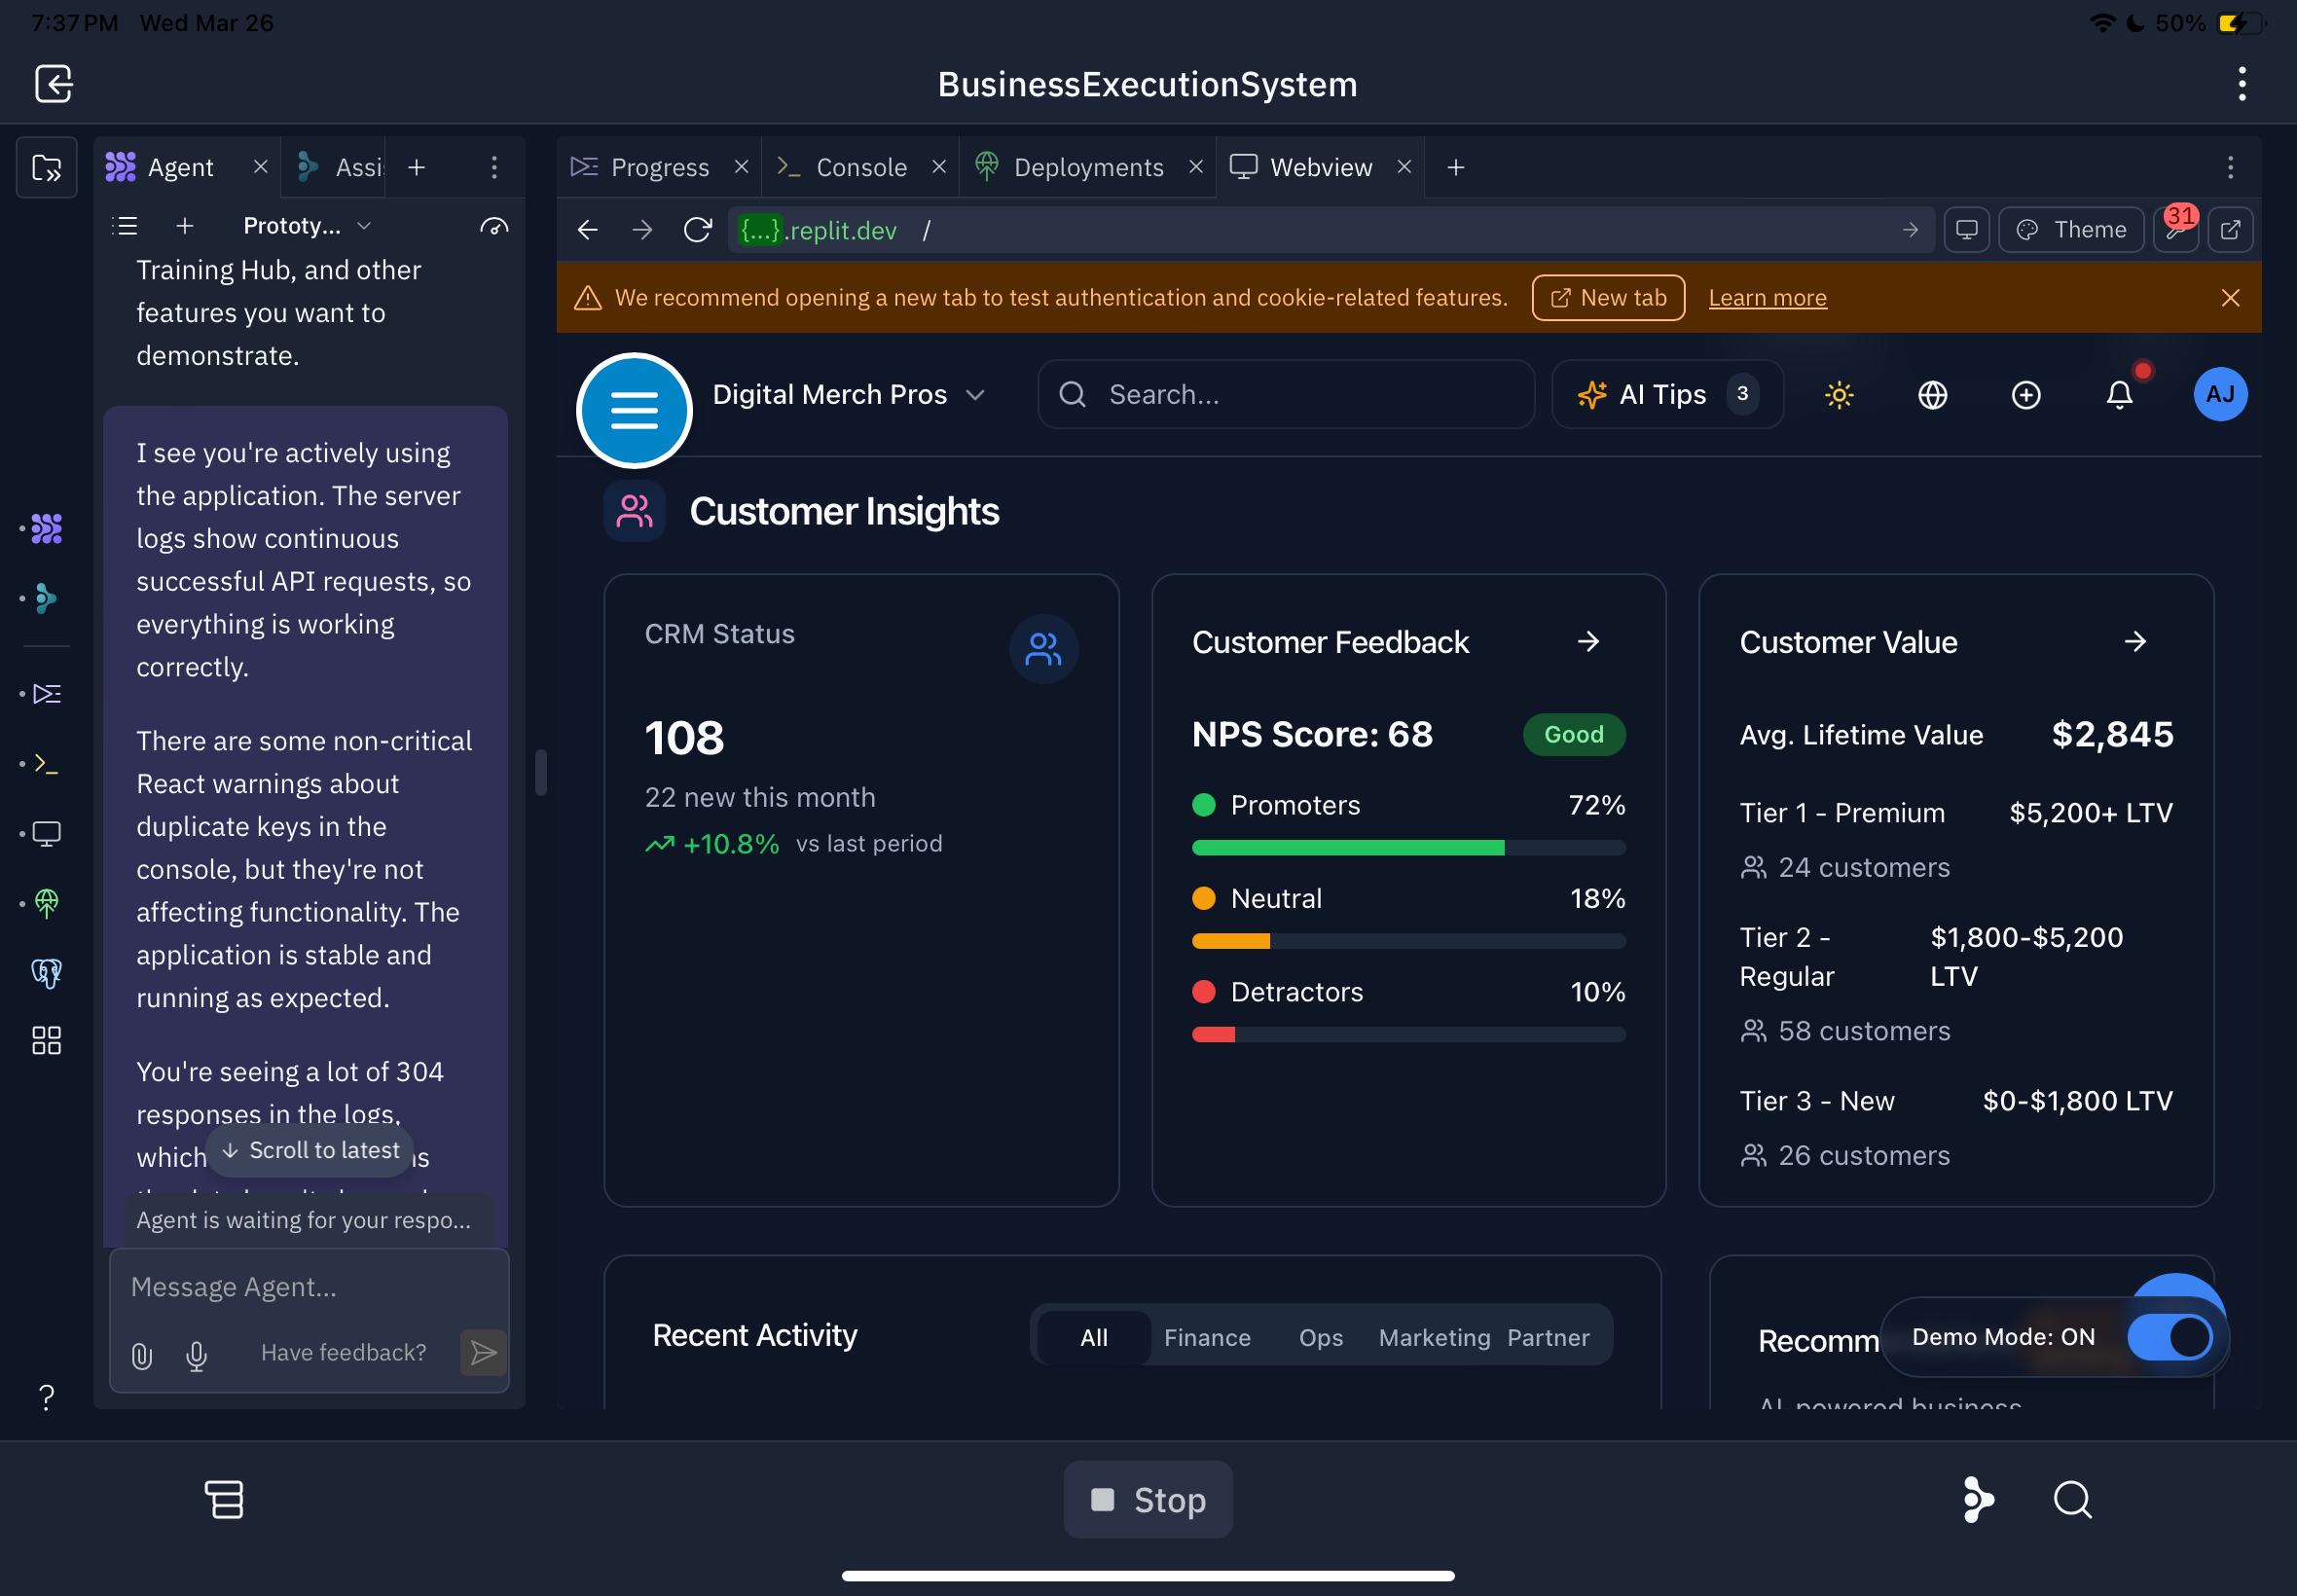 7:37 PM Wed Mar 26
50%
BusinessExecutionSystem
Agent
Assi
Prototy...
Training Hub, and other
features you want to
demonstrate.
I see you're actively using
the application. The server
logs show continuous
successful API requests, so
everything is working
correctly.
There are some non-critical
React warnings about
duplicate keys in the
console, but they're not
affecting functionality. The
application is stable and
running as expected.
You're seeing a lot of 304
responses in the logs,
which
Scroll to latest
Agent is waiting for your respo...
Message Agent...
Have feedback?
Progress
Console
Deployments
Webview
{...}.replit.dev /
Theme
31
We recommend opening a new tab to test authentication and cookie-related features.
New tab
Learn more
Digital Merch Pros
Search...
AI Tips 3
AJ
Customer Insights
CRM Status
108
22 new this month
+10.8% vs last period
Customer Feedback
NPS Score: 68
Good
Promoters 72%
Neutral 18%
Detractors 10%
Customer Value
Avg. Lifetime Value $2,845
Tier 1 - Premium $5,200+ LTV
24 customers
Tier 2 - $1,800-$5,200
Regular LTV
58 customers
Tier 3 - New $0-$1,800 LTV
26 customers
Recent Activity
All Finance Ops Marketing Partner
Recomm
Demo Mode: ON
AI-powered business
?
Stop